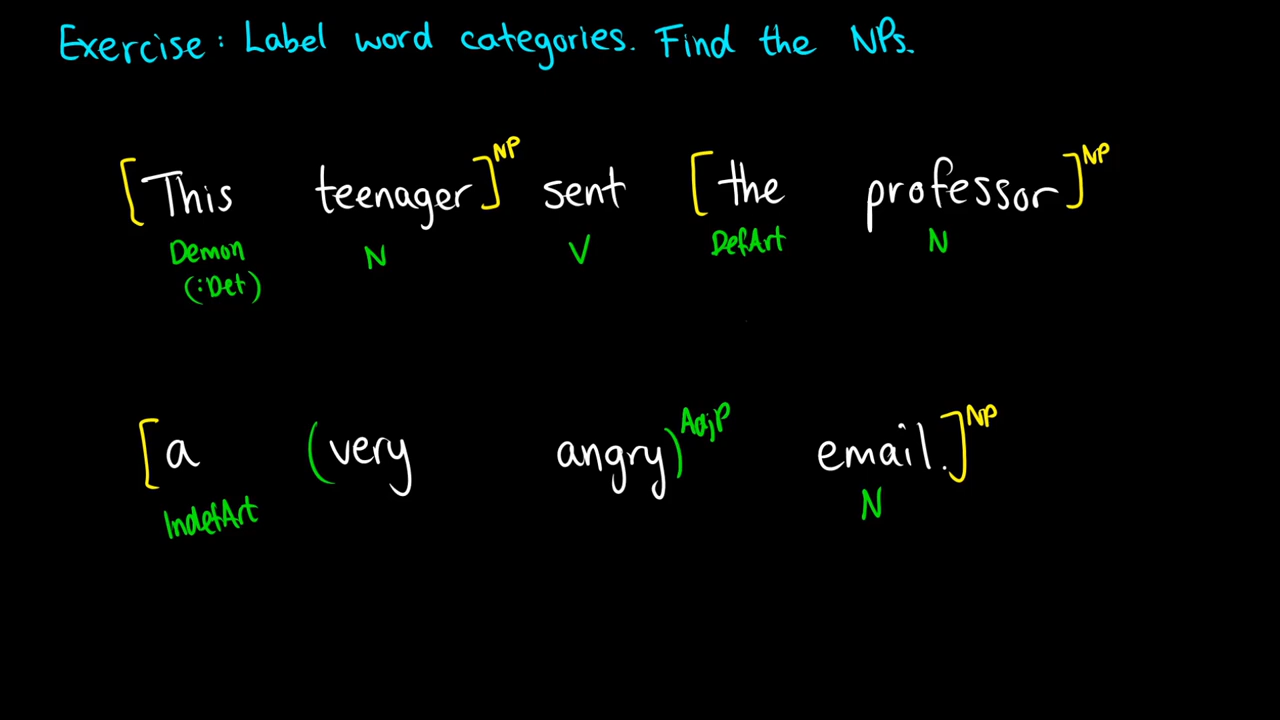 Exercise: Label word categories. Find the NPs.
[This teenager]NP sent [the professor]NP
Demon N V DefArt N
(:Det)
[a (very angry)AdjP email.]NP
IndefArt N